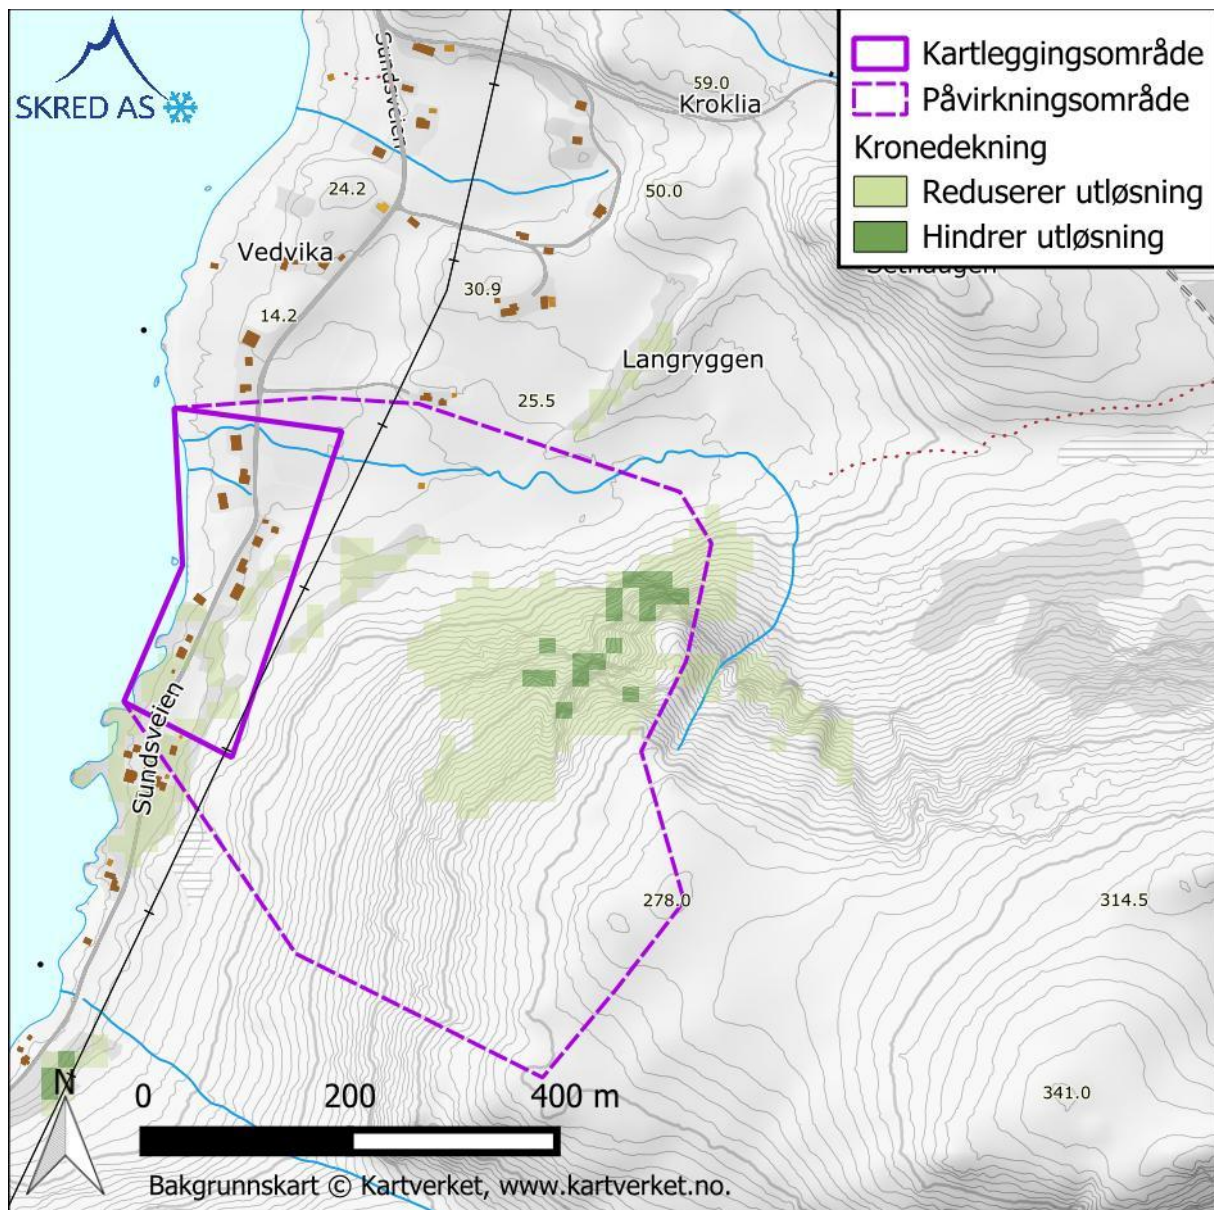 SKRED AS
Kartleggingsområde
Påvirkningsområde
Kronedekning
Reduserer utløsning
Hindrer utløsning
Sundsveien
59.0
Kroklia
24.2
50.0
Vedvika
30.9
14.2
Langryggen
25.5
Sundsveien
278.0
314.5
341.0
N
0 200 400 m
Bakgrunnskart © Kartverket, www.kartverket.no.